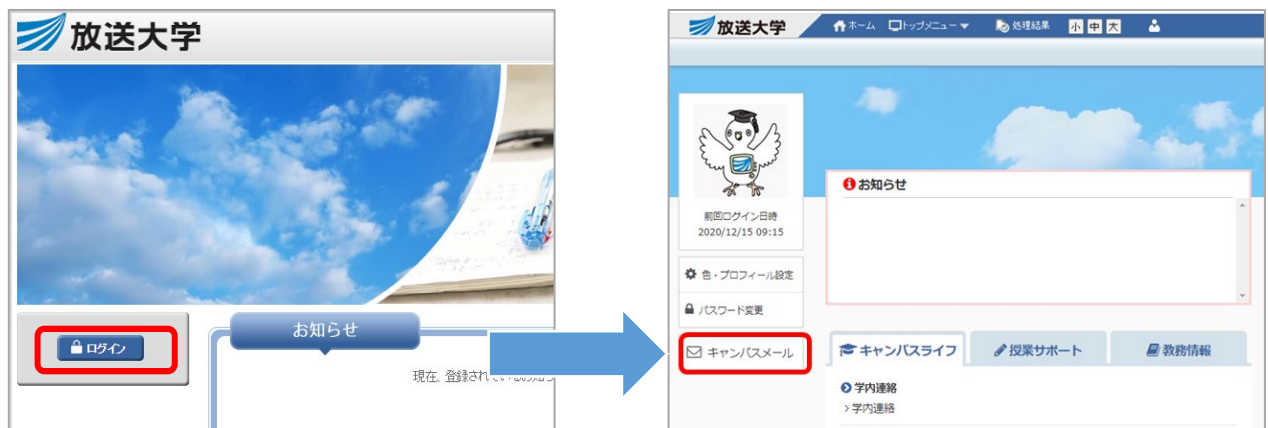 放送大学
ログイン
お知らせ
現在、登録されている
放送大学
ホーム トップメニュー 処理結果 小 中 大
前回ログイン日時
2020/12/15 09:15
色・プロフィール設定
パスワード変更
キャンパスメール
お知らせ
キャンパスライフ 授業サポート 教務情報
学内連絡
> 学内連絡